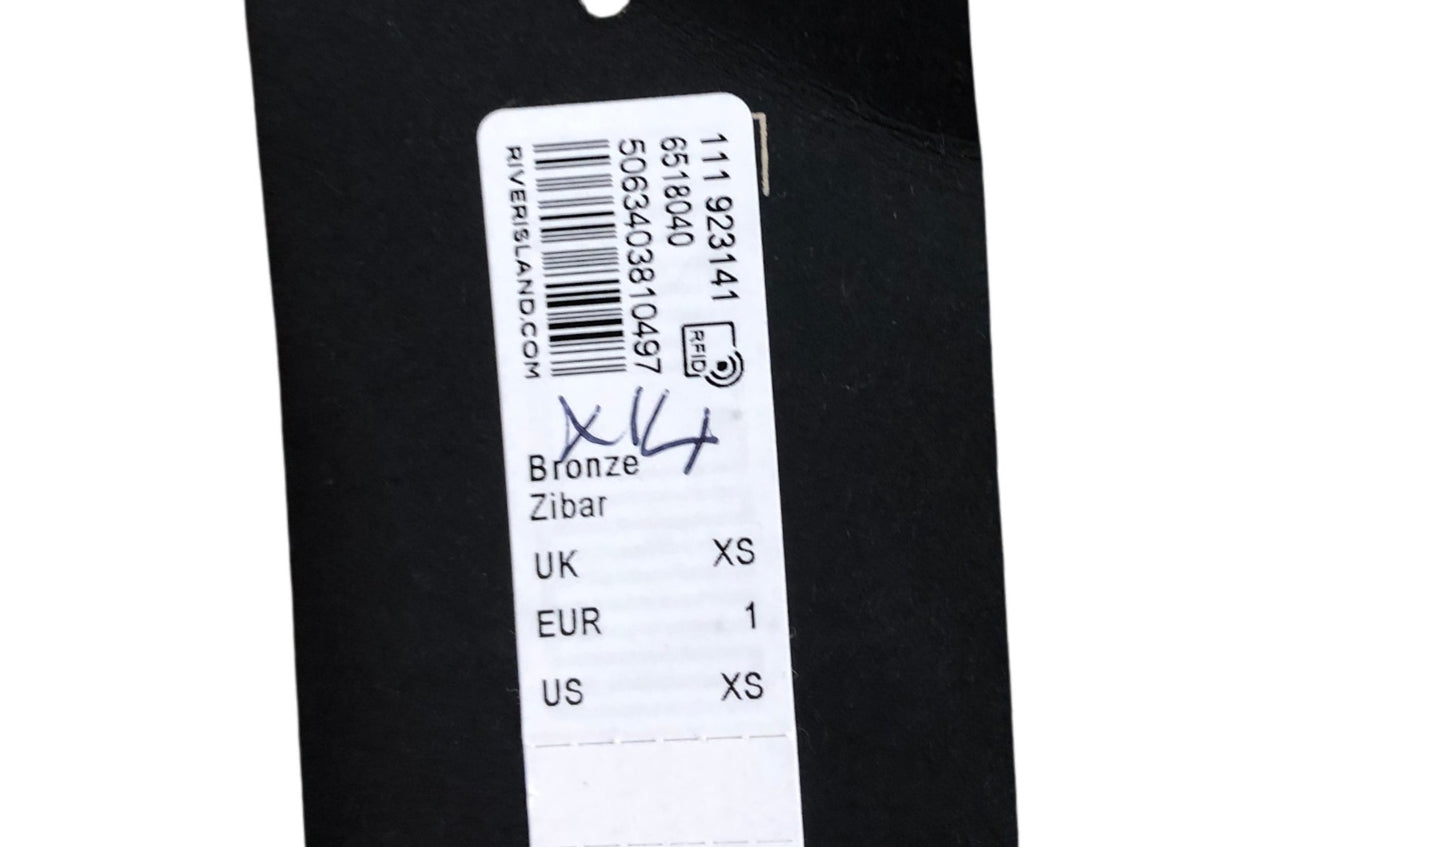 111 923141
6518040
5063403810497
RIVERISLAND.COM
RFID
X14
Bronze
Zibar
UK XS
EUR 1
US XS